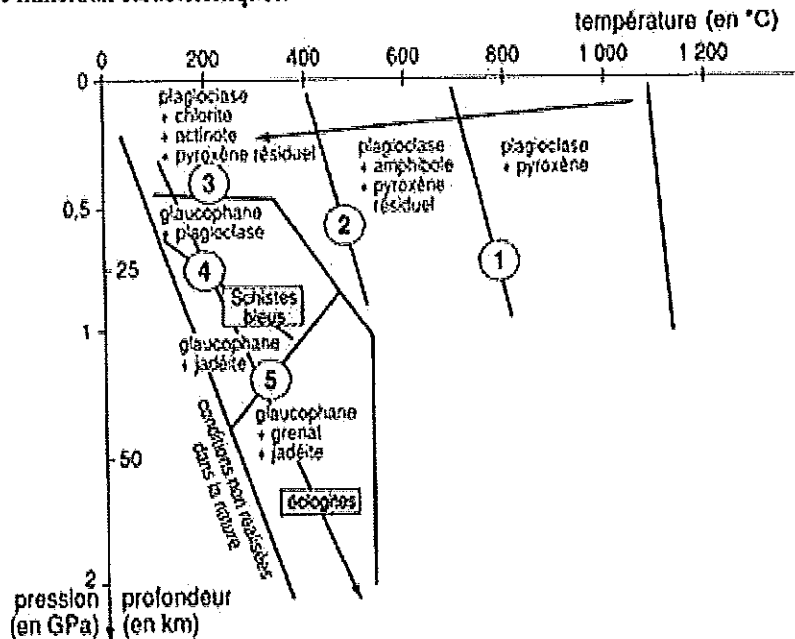 température (en °C)
0 200 400 600 800 1 000 1 200
0
plagioclase
+ chlorite
+ actinote
+ pyroxène résiduel
plagioclase
+ amphibole
+ pyroxène
résiduel
plagioclase
+ pyroxène
3
2
1
0,5
glaucophane
+ plagioclase
4
25
Schistes
bleus
1
glaucophane
+ jadéite
5
glaucophane
+ grenat
+ jadéite
50
conditions non réalisées
dans la nature
éclogites
2
pression profondeur
(en GPa) (en km)